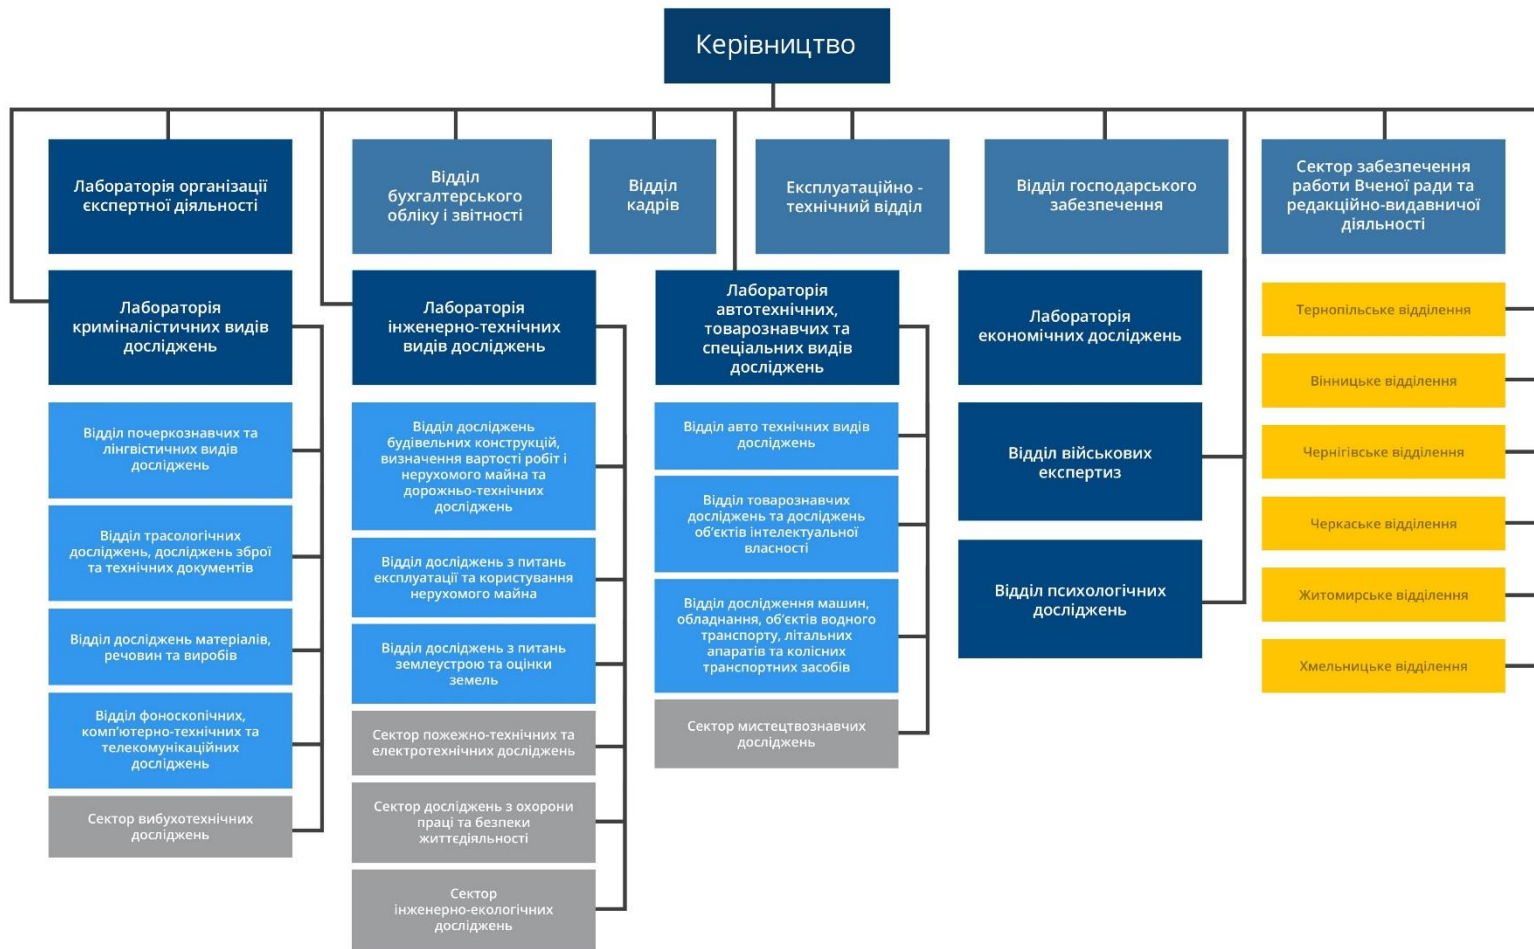 Керівництво
Лабораторія організації
єкспертної діяльності
Відділ
бухгалтерського
обліку і звітності
Відділ
кадрів
Експлуатаційно -
технічний відділ
Відділ господарського
забезпечення
Сектор забезпечення
работи Вченої ради та
редакційно-видавничої
діяльності
Лабораторія
криміналістичних видів
досліджень
Відділ почеркознавчих та
лінгвістичних видів
досліджень
Відділ трасологічних
досліджень, досліджень зброї
та технічних документів
Відділ досліджень матеріалів,
речовин та виробів
Відділ фоноскопічних,
комп'ютерно-технічних та
телекомунікаційних
досліджень
Сектор вибухотехнічних
досліджень
Лабораторія
інженерно-технічних
видів досліджень
Відділ досліджень
будівельних конструкцій,
визначення вартості робіт і
нерухомого майна та
дорожньо-технічних
досліджень
Відділ досліджень з питань
експлуатації та користування
нерухомого майна
Відділ досліджень з питань
землеустрою та оцінки
земель
Сектор пожежно-технічних та
електротехнічних досліджень
Сектор досліджень з охорони
праці та безпеки
життєдіяльності
Сектор
інженерно-екологічних
досліджень
Лабораторія
автотехнічних,
товарознавчих та
спеціальних видів
досліджень
Відділ авто технічних видів
досліджень
Відділ товарознавчих
досліджень та досліджень
об'єктів інтелектуальної
власності
Відділ дослідження машин,
обладнання, об'єктів водного
транспорту, літальних
апаратів та колісних
транспортних засобів
Сектор мистецтвознавчих
досліджень
Лабораторія
економічних досліджень
Відділ військових
експертиз
Відділ психологічних
досліджень
Тернопільське відділення
Вінницьке відділення
Чернігівське відділення
Черкаське відділення
Житомирське відділення
Хмельницьке відділення